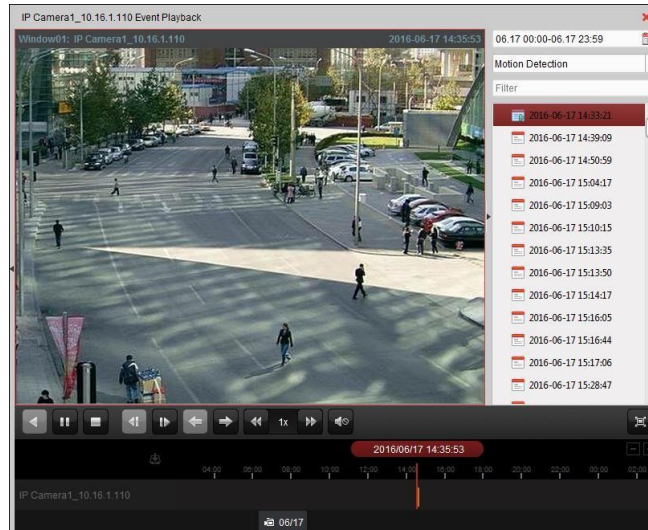 IP Camera1_10.16.1.110 Event Playback
Window01: IP Camera1_10.16.1.110
2016-06-17 14:35:53
06.17 00:00-06.17 23:59
Motion Detection
Filter
2016-06-17 14:33:21
2016-06-17 14:39:09
2016-06-17 14:50:59
2016-06-17 15:04:17
2016-06-17 15:09:03
2016-06-17 15:10:15
2016-06-17 15:13:35
2016-06-17 15:13:50
2016-06-17 15:14:17
2016-06-17 15:16:05
2016-06-17 15:16:44
2016-06-17 15:17:06
2016-06-17 15:28:47
1x
2016/06/17 14:35:53
04:00 06:00 08:00 10:00 12:00 14:00 16:00 18:00 20:00 22:00 00:00 02:00
IP Camera1_10.16.1.110
06/17